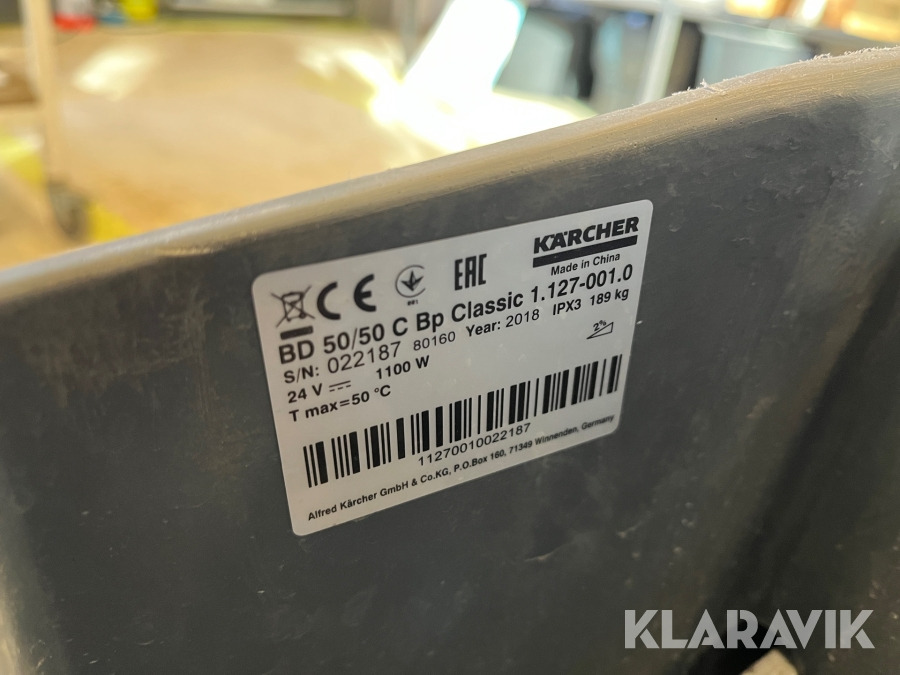 KÄRCHER
Made in China
CE EAC
BD 50/50 C Bp Classic 1.127-001.0
S/N: 022187 80160 Year: 2018 IPX3 189 kg
24 V 1100 W
2%
T max=50 °C
11270010022187
Alfred Kärcher GmbH & Co.KG, P.O.Box 160, 71349 Winnenden, Germany
KLARAVIK